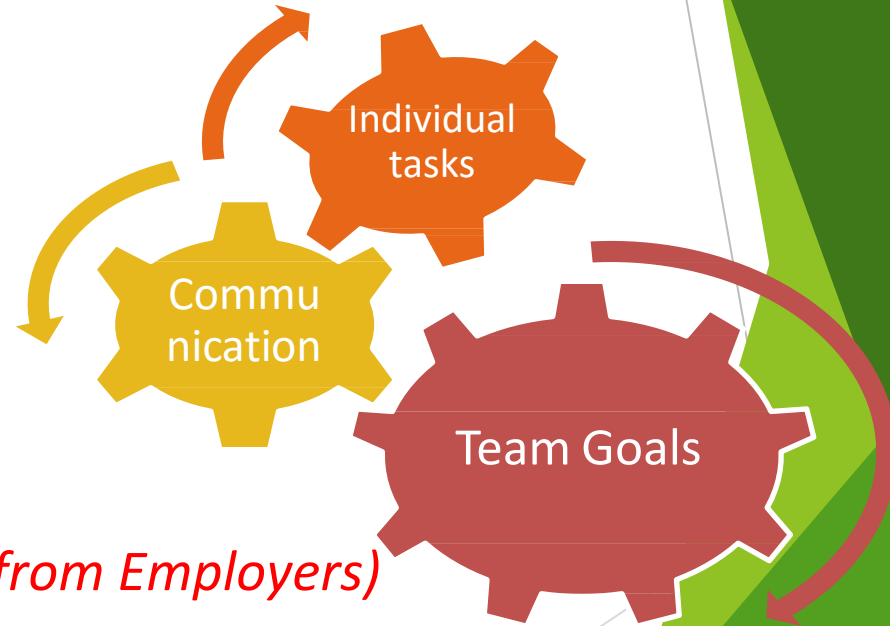 Individual
tasks
Commu
nication
Team Goals
from Employers)